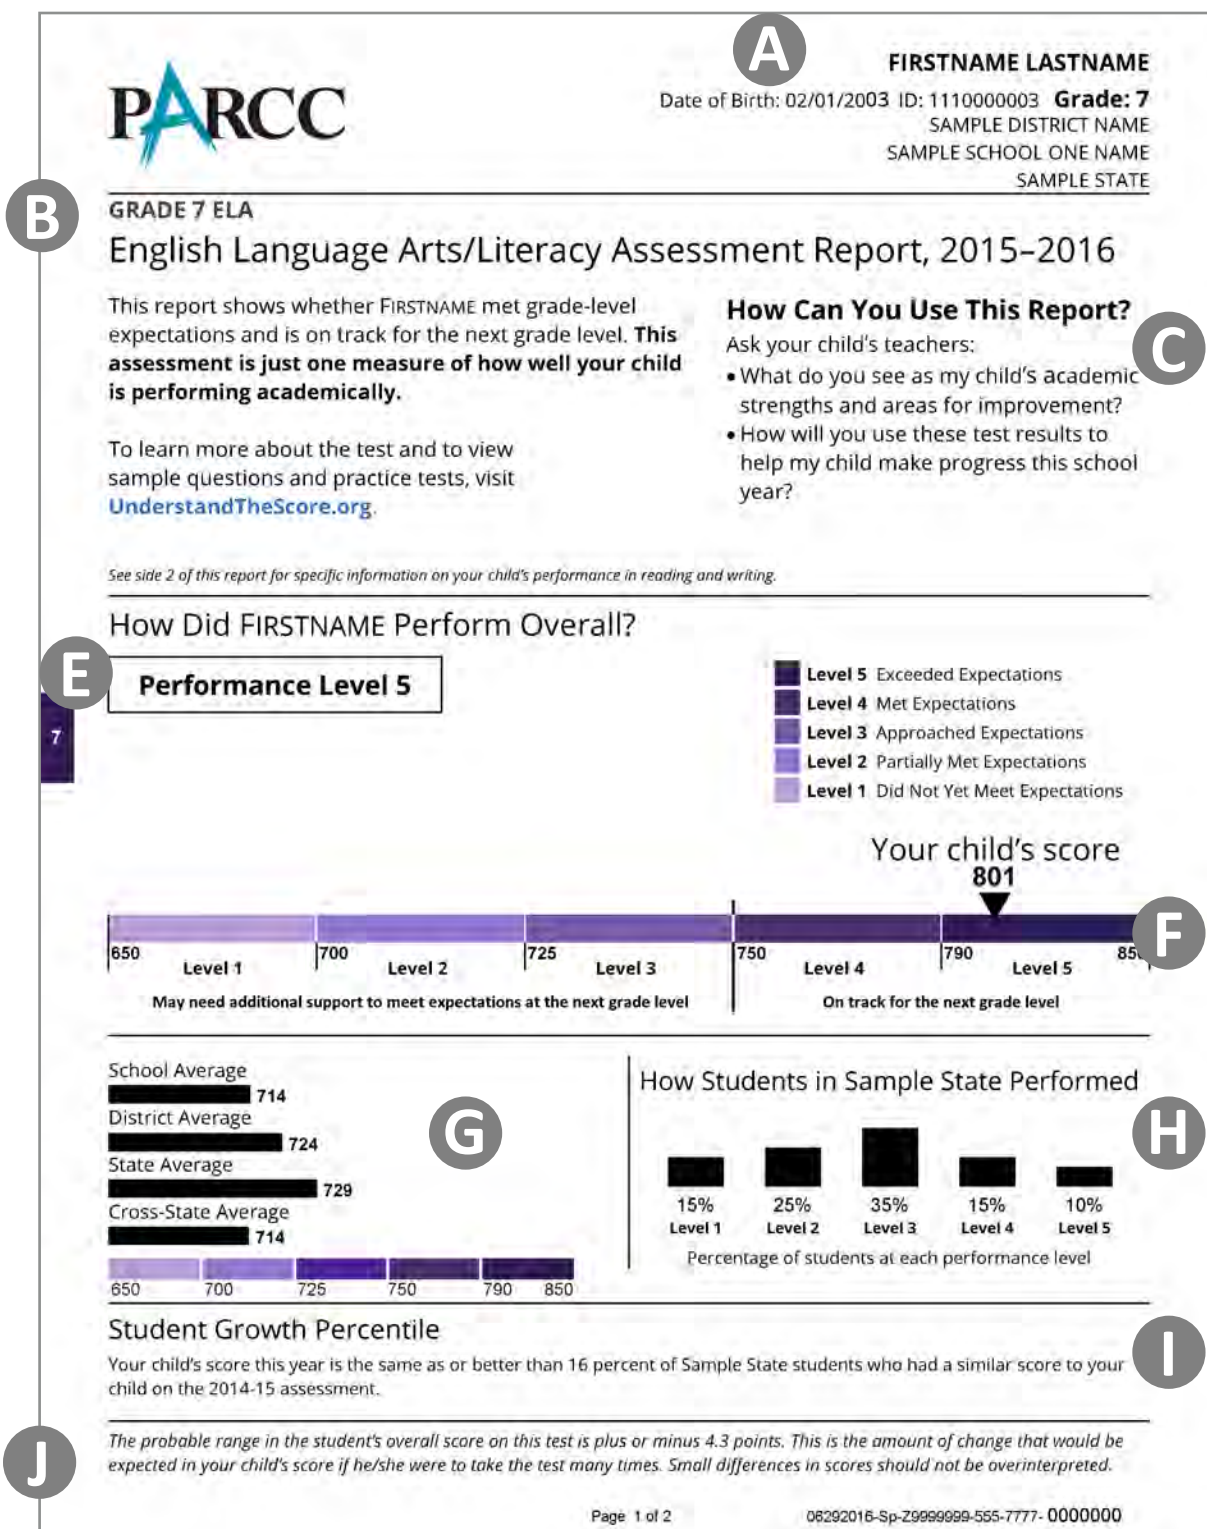 A
PARCC
FIRSTNAME LASTNAME
Date of Birth: 02/01/2003 ID: 1110000003 Grade: 7
SAMPLE DISTRICT NAME
SAMPLE SCHOOL ONE NAME
SAMPLE STATE
B
GRADE 7 ELA
English Language Arts/Literacy Assessment Report, 2015–2016
This report shows whether FIRSTNAME met grade-level
expectations and is on track for the next grade level. This
assessment is just one measure of how well your child
is performing academically.
To learn more about the test and to view
sample questions and practice tests, visit
UnderstandTheScore.org.
How Can You Use This Report?
C
Ask your child's teachers:
• What do you see as my child's academic
strengths and areas for improvement?
• How will you use these test results to
help my child make progress this school
year?
See side 2 of this report for specific information on your child's performance in reading and writing.
How Did FIRSTNAME Perform Overall?
E
Performance Level 5
7
Level 5 Exceeded Expectations
Level 4 Met Expectations
Level 3 Approached Expectations
Level 2 Partially Met Expectations
Level 1 Did Not Yet Meet Expectations
Your child's score
801
F
650 700 725 750 790 850
Level 1 Level 2 Level 3 Level 4 Level 5
May need additional support to meet expectations at the next grade level On track for the next grade level
School Average
714
District Average
724
State Average
729
Cross-State Average
714
650 700 725 750 790 850
G
How Students in Sample State Performed
H
15% 25% 35% 15% 10%
Level 1 Level 2 Level 3 Level 4 Level 5
Percentage of students at each performance level
Student Growth Percentile
I
Your child's score this year is the same as or better than 16 percent of Sample State students who had a similar score to your
child on the 2014-15 assessment.
J
The probable range in the student's overall score on this test is plus or minus 4.3 points. This is the amount of change that would be
expected in your child's score if he/she were to take the test many times. Small differences in scores should not be overinterpreted.
Page 1 of 2 06292016-Sp-Z9999999-555-7777- 0000000